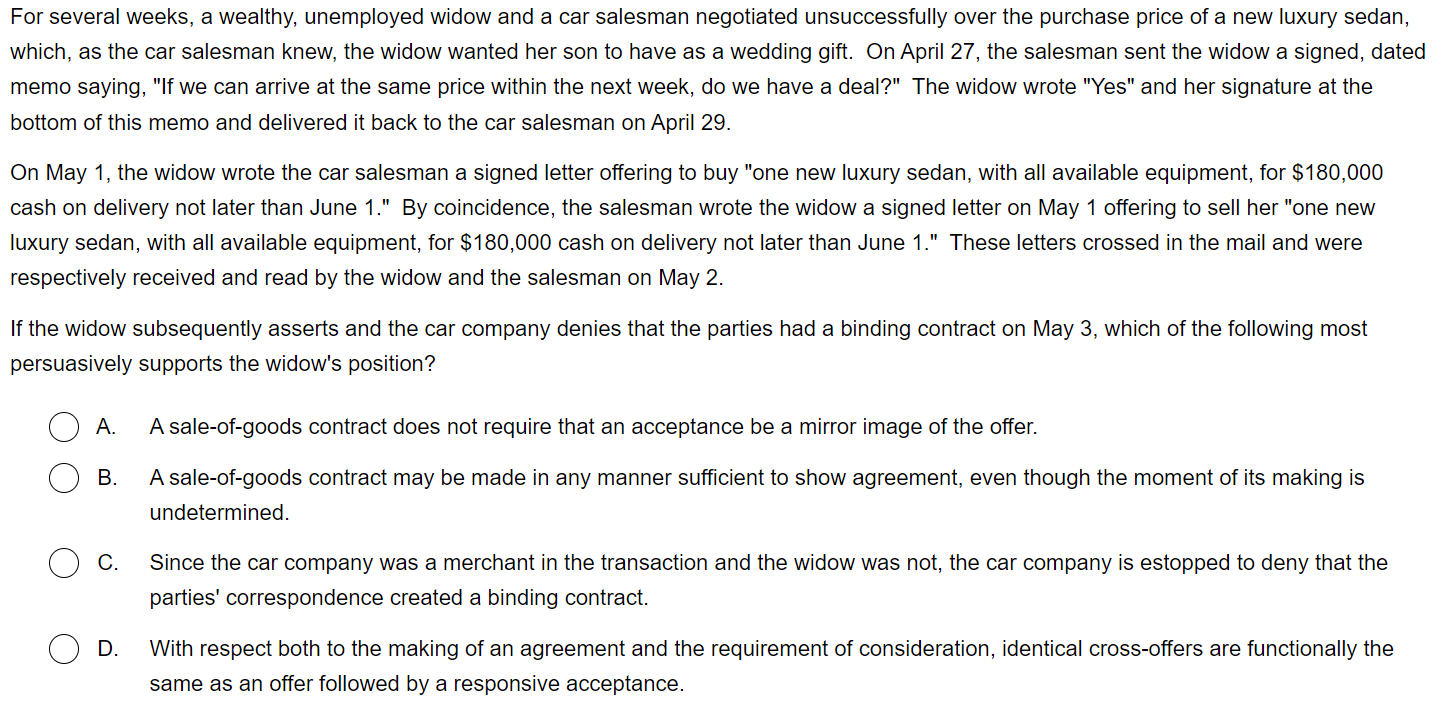 For several weeks, a wealthy, unemployed widow and a car salesman negotiated unsuccessfully over the purchase price of a new luxury sedan,
which, as the car salesman knew, the widow wanted her son to have as a wedding gift.  On April 27, the salesman sent the widow a signed, dated
memo saying, "If we can arrive at the same price within the next week, do we have a deal?"  The widow wrote "Yes" and her signature at the
bottom of this memo and delivered it back to the car salesman on April 29.
On May 1, the widow wrote the car salesman a signed letter offering to buy "one new luxury sedan, with all available equipment, for $180,000
cash on delivery not later than June 1."  By coincidence, the salesman wrote the widow a signed letter on May 1 offering to sell her "one new
luxury sedan, with all available equipment, for $180,000 cash on delivery not later than June 1."  These letters crossed in the mail and were
respectively received and read by the widow and the salesman on May 2.
If the widow subsequently asserts and the car company denies that the parties had a binding contract on May 3, which of the following most
persuasively supports the widow's position?
A. A sale-of-goods contract does not require that an acceptance be a mirror image of the offer.
B. A sale-of-goods contract may be made in any manner sufficient to show agreement, even though the moment of its making is
undetermined.
C. Since the car company was a merchant in the transaction and the widow was not, the car company is estopped to deny that the
parties' correspondence created a binding contract.
D. With respect both to the making of an agreement and the requirement of consideration, identical cross-offers are functionally the
same as an offer followed by a responsive acceptance.